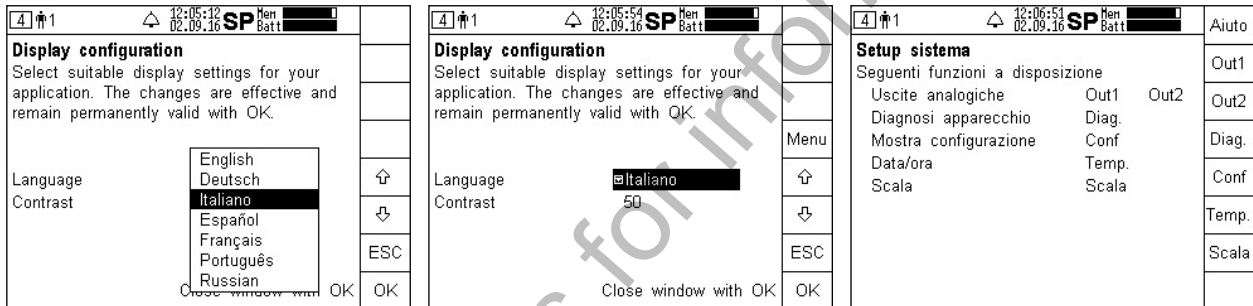 4 1 12:05:12 02.09.16 SP Mem Batt
Display configuration
Select suitable display settings for your
application. The changes are effective and
remain permanently valid with OK.
English
Language Deutsch
Contrast Italiano
Español
Français
Português
Russian
Close window with OK
ESC
OK
4 1 12:05:54 02.09.16 SP Mem Batt
Display configuration
Select suitable display settings for your
application. The changes are effective and
remain permanently valid with OK.
Menu
Language Italiano
Contrast 50
ESC
Close window with OK OK
4 1 12:06:51 02.09.16 SP Mem Batt Aiuto
Setup sistema
Seguenti funzioni a disposizione
Uscite analogiche Out1 Out2
Diagnosi apparecchio Diag.
Mostra configurazione Conf
Data/ora Temp.
Scala Scala
Out1
Out2
Diag.
Conf
Temp.
Scala
s for infor